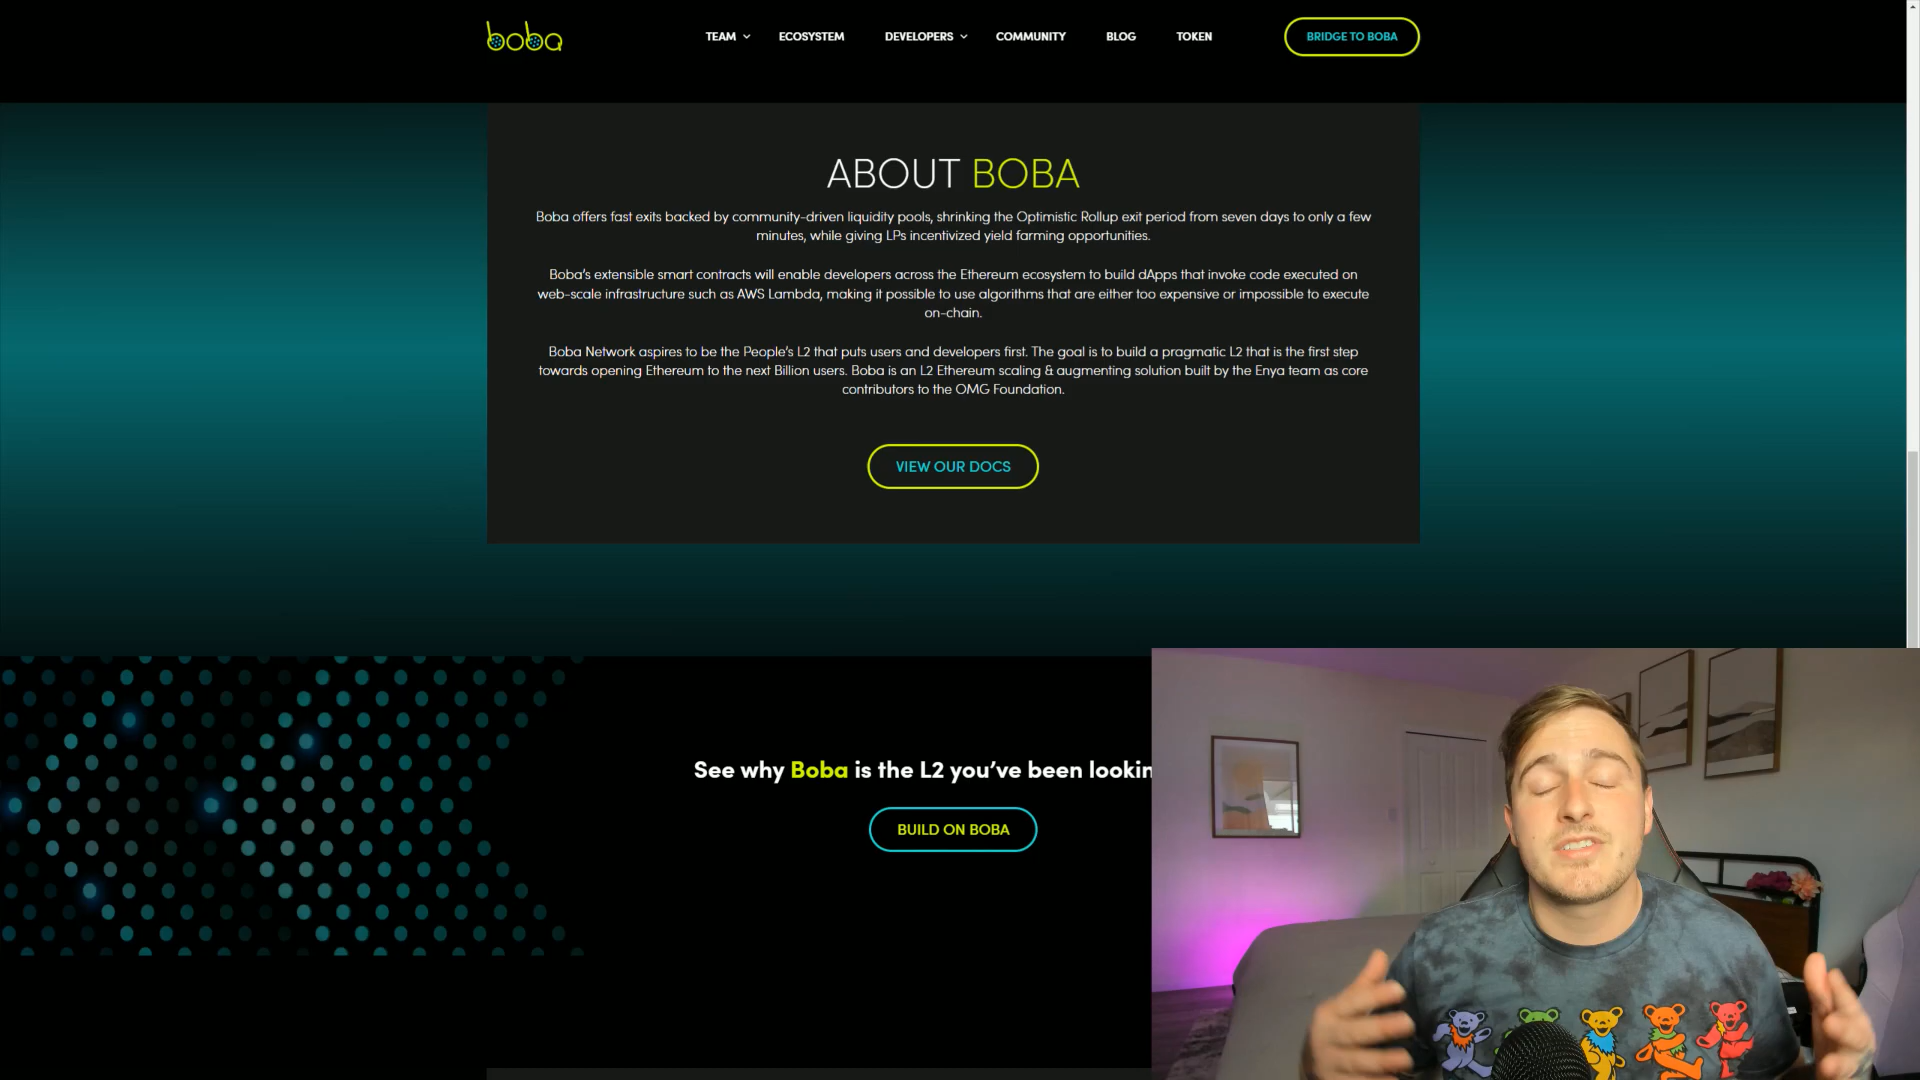 boba
TEAM
ECOSYSTEM
DEVELOPERS
COMMUNITY
BLOG
TOKEN
BRIDGE TO BOBA
ABOUT BOBA
Boba offers fast exits backed by community-driven liquidity pools, shrinking the Optimistic Rollup exit period from seven days to only a few
minutes, while giving LPs incentivized yield farming opportunities.
Boba’s extensible smart contracts will enable developers across the Ethereum ecosystem to build dApps that invoke code executed on
web-scale infrastructure such as AWS Lambda, making it possible to use algorithms that are either too expensive or impossible to execute
on-chain.
Boba Network aspires to be the People’s L2 that puts users and developers first. The goal is to build a pragmatic L2 that is the first step
towards opening Ethereum to the next Billion users. Boba is an L2 Ethereum scaling & augmenting solution built by the Enya team as core
contributors to the OMG Foundation.
VIEW OUR DOCS
See why Boba is the L2 you’ve been lookin
BUILD ON BOBA